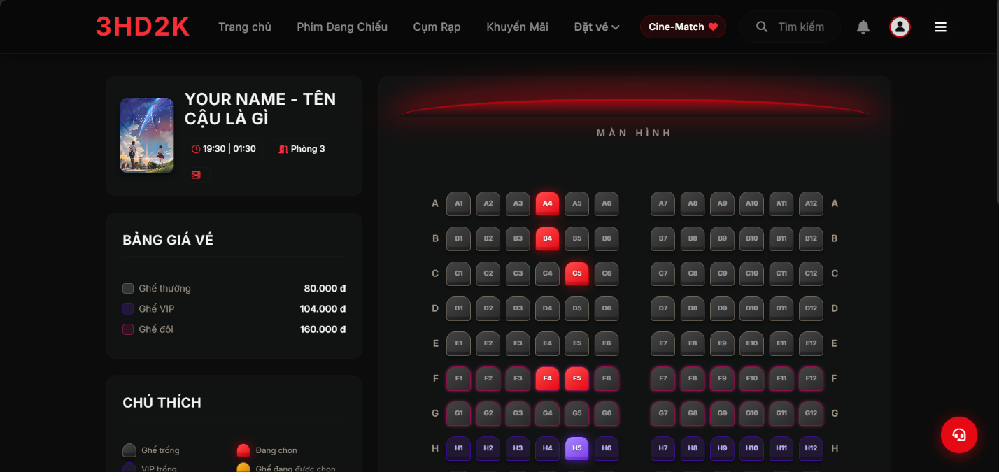 3HD2K
Trang chủ
Phim Đang Chiếu
Cụm Rạp
Khuyến Mãi
Đặt vé
Cine-Match
Tìm kiếm
YOUR NAME - TÊN
CẬU LÀ GÌ
19:30 | 01:30
Phòng 3
BẢNG GIÁ VÉ
Ghế thường 80.000 đ
Ghế VIP 104.000 đ
Ghế đôi 160.000 đ
CHÚ THÍCH
Ghế trống
Đang chọn
VIP trống
Ghế đang được chọn
MÀN HÌNH
A A1 A2 A3 A4 A5 A6 A7 A8 A9 A10 A11 A12 A
B B1 B2 B3 B4 B5 B6 B7 B8 B9 B10 B11 B12 B
C C1 C2 C3 C4 C5 C6 C7 C8 C9 C10 C11 C12 C
D D1 D2 D3 D4 D5 D6 D7 D8 D9 D10 D11 D12 D
E E1 E2 E3 E4 E5 E6 E7 E8 E9 E10 E11 E12 E
F F1 F2 F3 F4 F5 F6 F7 F8 F9 F10 F11 F12 F
G G1 G2 G3 G4 G5 G6 G7 G8 G9 G10 G11 G12 G
H H1 H2 H3 H4 H5 H6 H7 H8 H9 H10 H11 H12 H